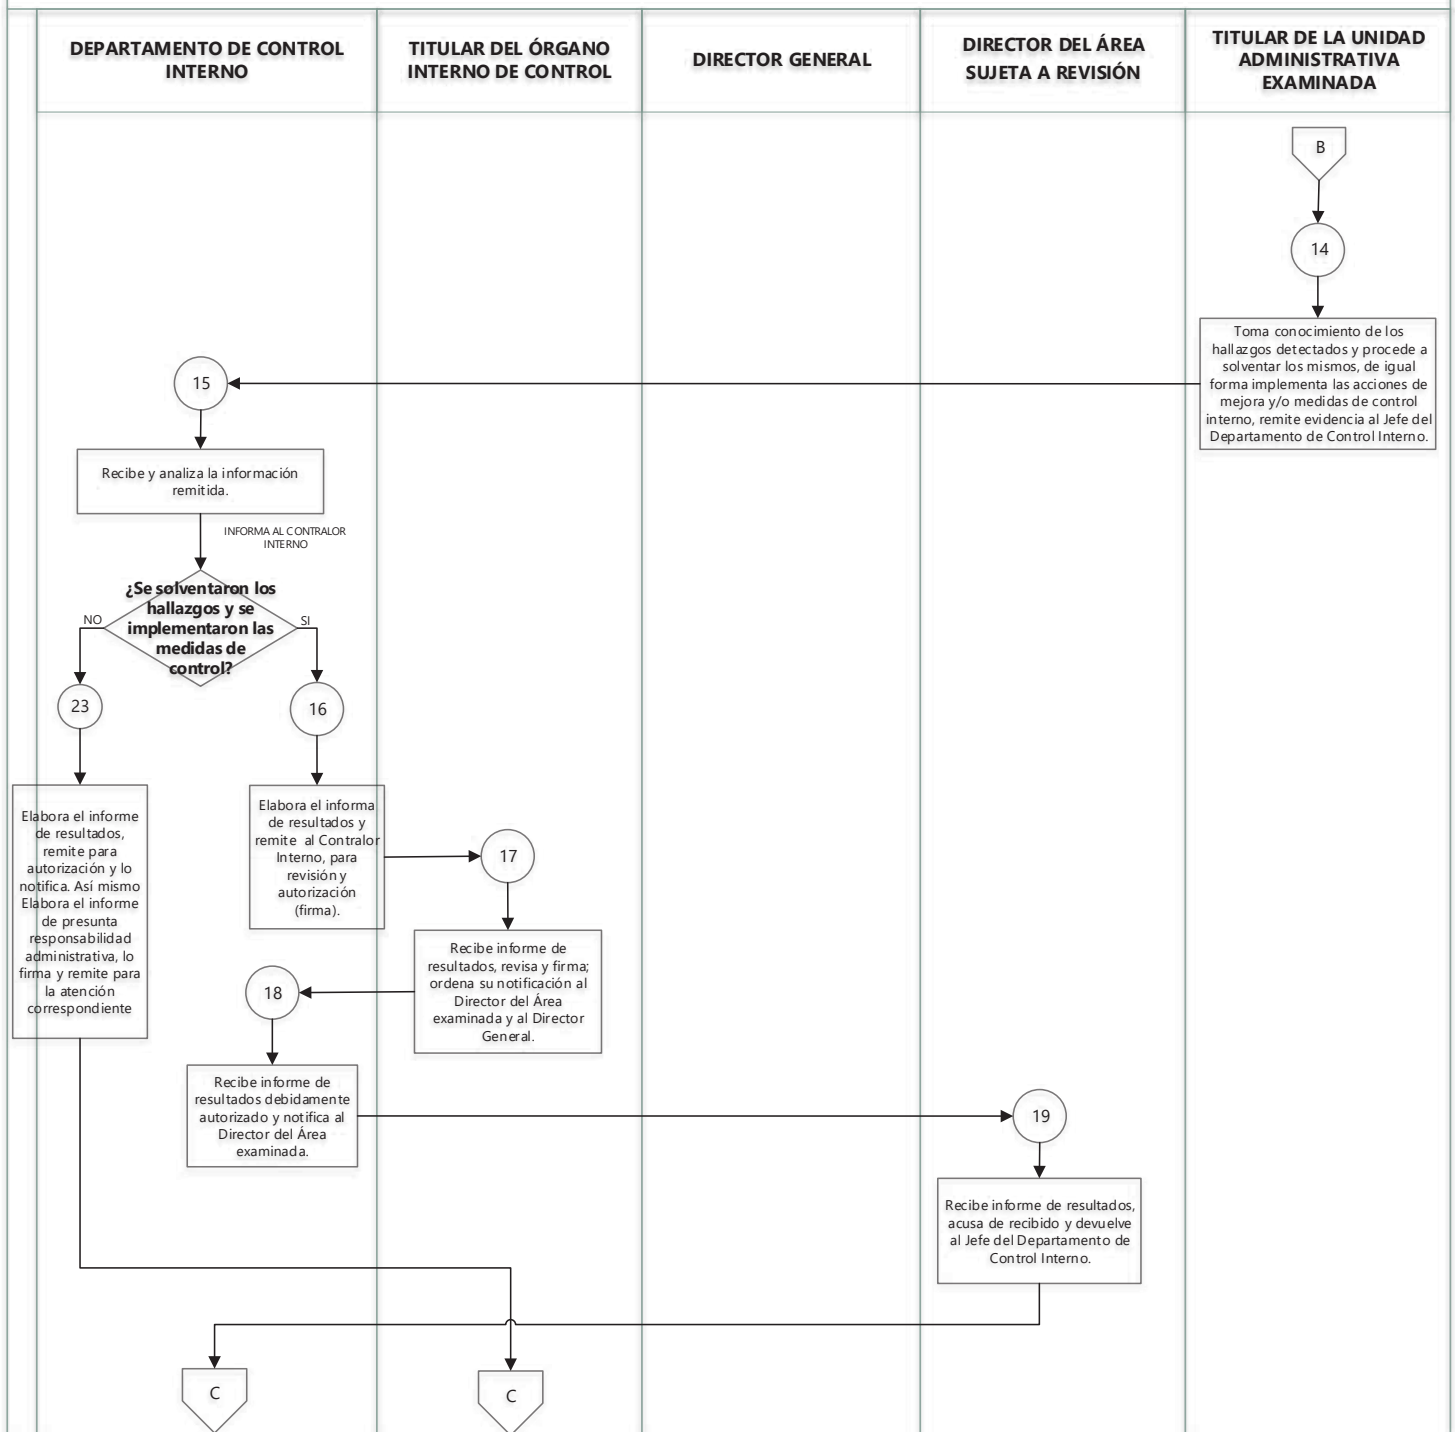 DEPARTAMENTO DE CONTROL
INTERNO
TITULAR DEL ÓRGANO
INTERNO DE CONTROL
DIRECTOR GENERAL
DIRECTOR DEL ÁREA
SUJETA A REVISIÓN
TITULAR DE LA UNIDAD
ADMINISTRATIVA
EXAMINADA
B
14
Toma conocimiento de los
hallazgos detectados y procede a
solventar los mismos, de igual
forma implementa las acciones de
mejora y/o medidas de control
interno, remite evidencia al Jefe del
Departamento de Control Interno.
15
Recibe y analiza la información
remitida.
INFORMA AL CONTRALOR
INTERNO
¿Se solventaron los
hallazgos y se
implementaron las
medidas de
control?
NO
SI
23
16
Elabora el informe
de resultados,
remite para
autorización y lo
notifica. Así mismo
Elabora el informe
de presunta
responsabilidad
administrativa, lo
firma y remite para
la atención
correspondiente
Elabora el informa
de resultados y
remite al Contralor
Interno, para
revisión y
autorización
(firma).
17
Recibe informe de
resultados, revisa y firma;
ordena su notificación al
Director del Área
examinada y al Director
General.
18
Recibe informe de
resultados debidamente
autorizado y notifica al
Director del Área
examinada.
19
Recibe informe de resultados,
acusa de recibido y devuelve
al Jefe del Departamento de
Control Interno.
C
C